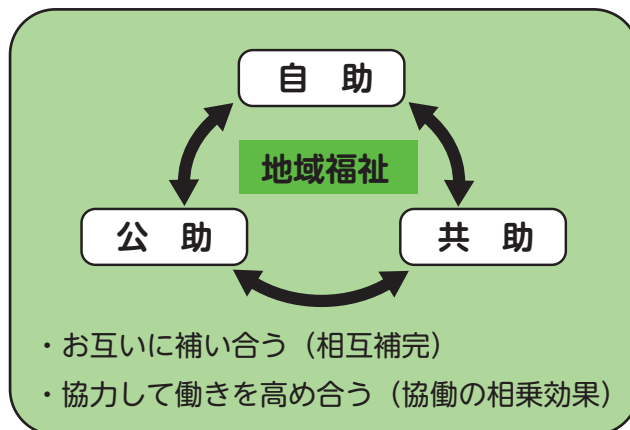 自　助
地域福祉
公　助
共　助
・お互いに補い合う（相互補完）
・協力して働きを高め合う（協働の相乗効果）